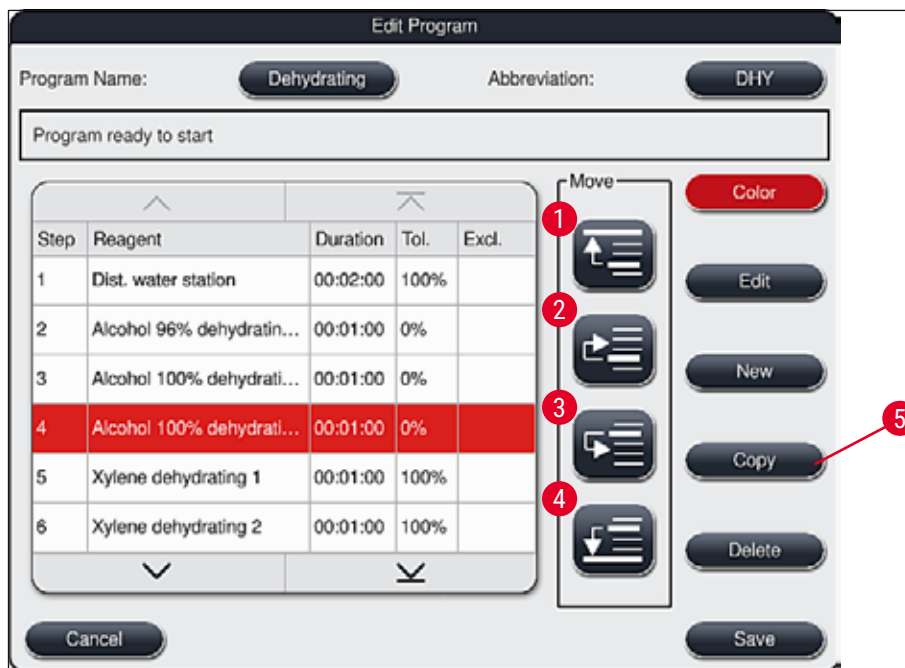 Edit Program
Program Name: Dehydrating Abbreviation: DHY
Program ready to start
Move
Color
1
Step Reagent Duration Tol. Excl.
1 Dist. water station 00:02:00 100%
Edit
2
2 Alcohol 96% dehydratin... 00:01:00 0%
3 Alcohol 100% dehydrati... 00:01:00 0%
New
3
4 Alcohol 100% dehydrati... 00:01:00 0%
5
Copy
5 Xylene dehydrating 1 00:01:00 100%
4
6 Xylene dehydrating 2 00:01:00 100%
Delete
Cancel Save